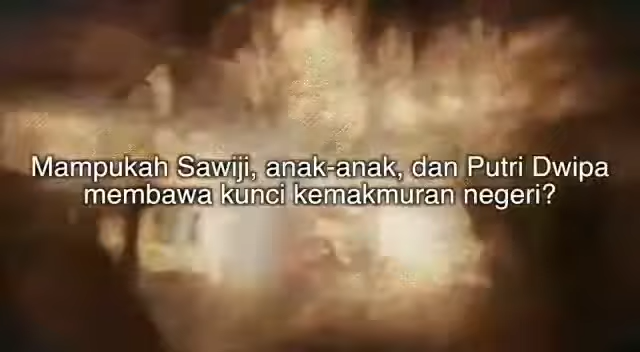 Mampukah Sawiji, anak-anak, dan Putri Dwipa
membawa kunci kemakmuran negeri?